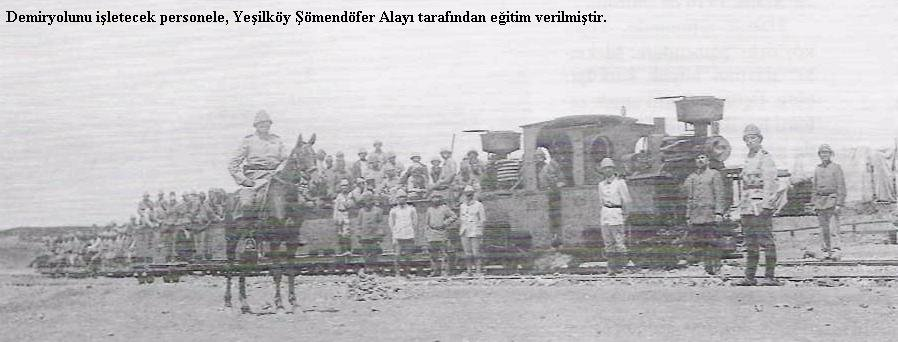 Demiryolunu işletecek personele, Yeşilköy Şömendöfer Alayı tarafından eğitim verilmiştir.